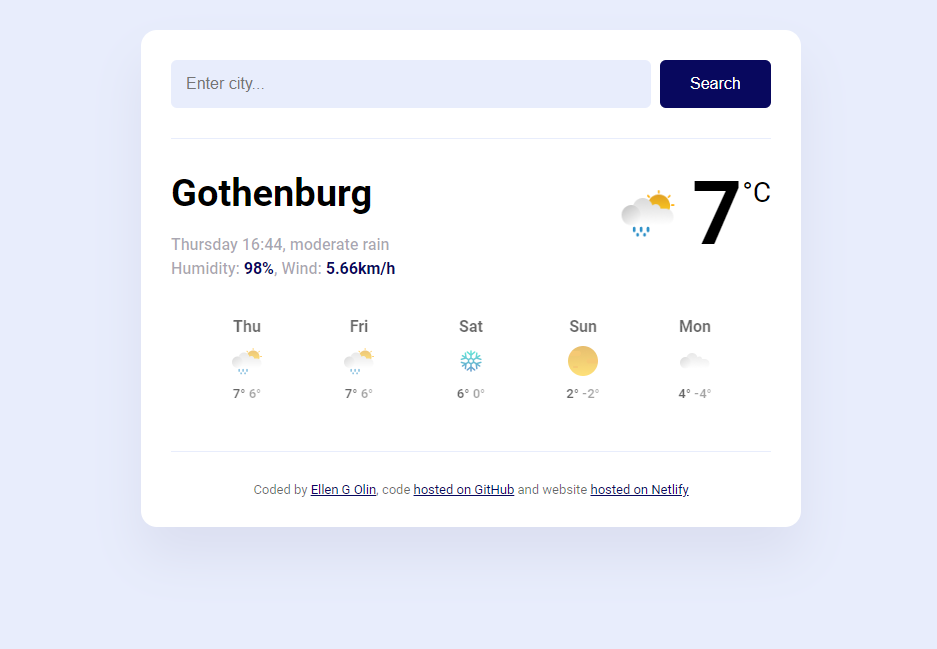 Enter city...
Search
Gothenburg
7°C
Thursday 16:44, moderate rain
Humidity: 98%, Wind: 5.66km/h
Thu Fri Sat Sun Mon
7° 6° 7° 6° 6° 0° 2° -2° 4° -4°
Coded by Ellen G Olin, code hosted on GitHub and website hosted on Netlify